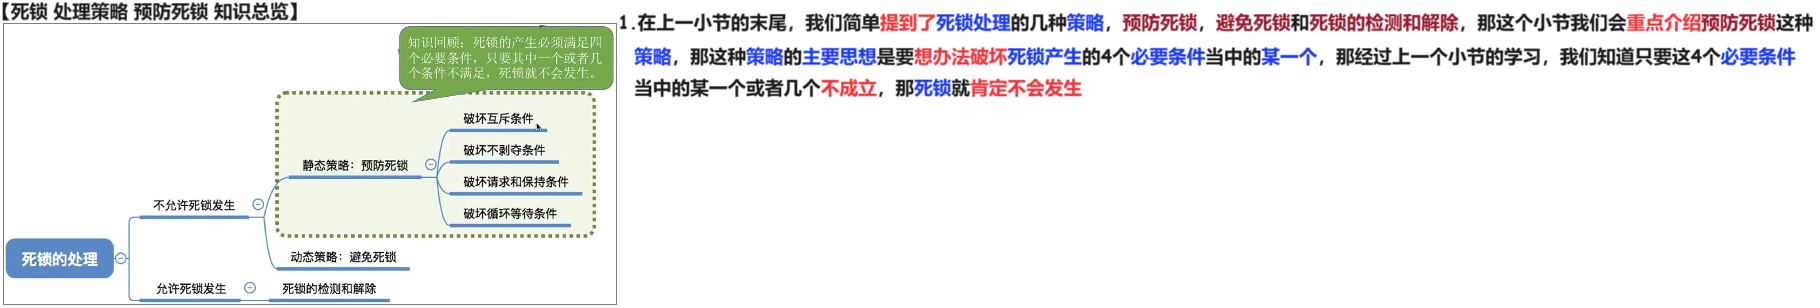 【死锁 处理策略 预防死锁 知识总览】
知识回顾：死锁的产生必须满足四
个必要条件，只要其中一个或者几
个条件不满足，死锁就不会发生。
破坏互斥条件
破坏不剥夺条件
静态策略：预防死锁
破坏请求和保持条件
破坏循环等待条件
不允许死锁发生
死锁的处理
动态策略：避免死锁
允许死锁发生
死锁的检测和解除
1.在上一小节的末尾，我们简单提到了死锁处理的几种策略，预防死锁，避免死锁和死锁的检测和解除，那这个小节我们会重点介绍预防死锁这种
策略，那这种策略的主要思想是要想办法破坏死锁产生的4个必要条件当中的某一个，那经过上一个小节的学习，我们知道只要这4个必要条件
当中的某一个或者几个不成立，那死锁就肯定不会发生